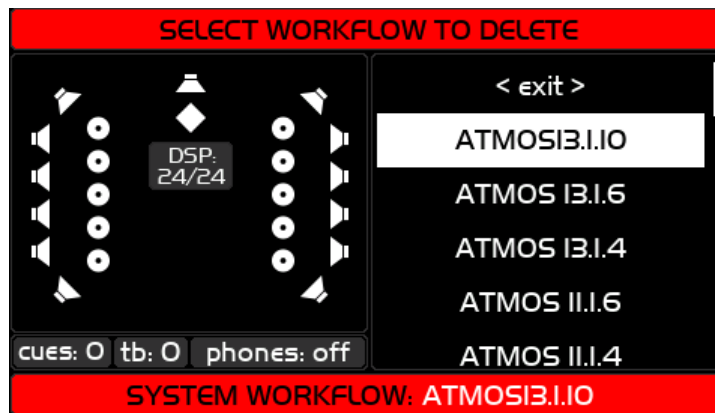 SELECT WORKFLOW TO DELETE
DSP:
24/24
cues: 0 tb: 0 phones: off
< exit >
ATMOS13.1.10
ATMOS 13.1.6
ATMOS 13.1.4
ATMOS 11.1.6
ATMOS 11.1.4
SYSTEM WORKFLOW: ATMOS13.1.10